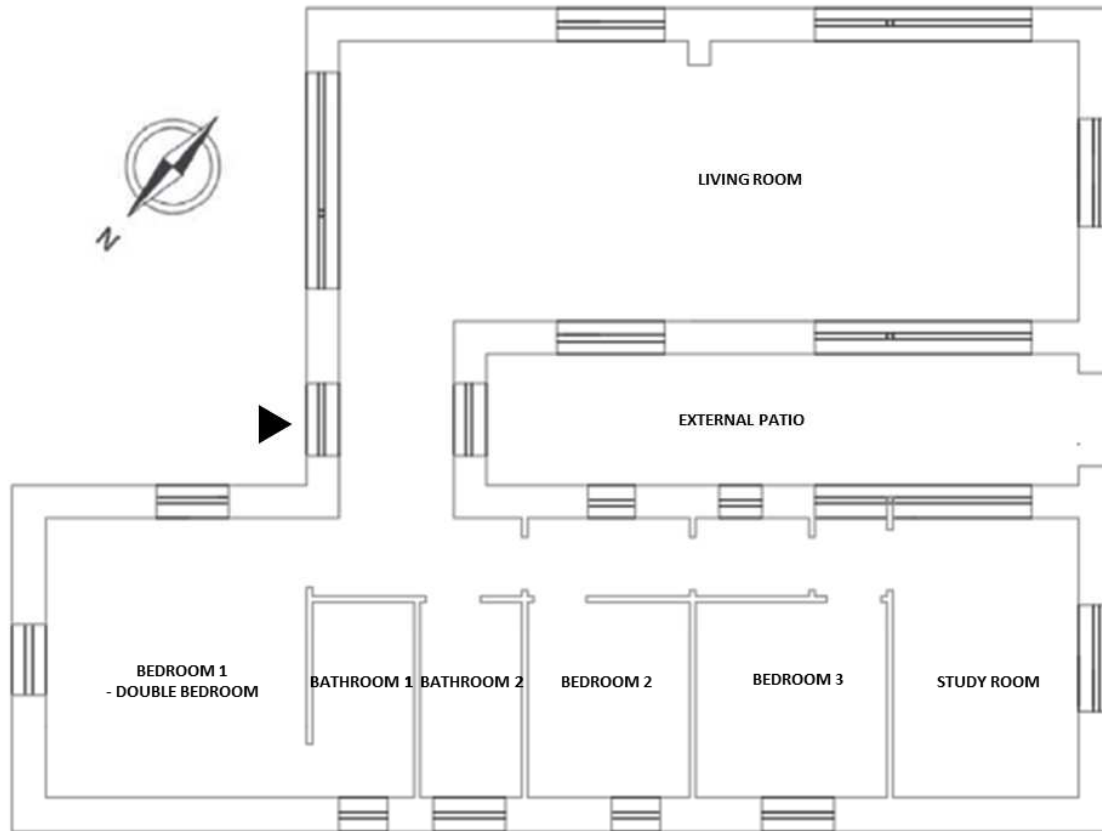 LIVING ROOM
N
EXTERNAL PATIO
BEDROOM 1
- DOUBLE BEDROOM
BATHROOM 1
BATHROOM 2
BEDROOM 2
BEDROOM 3
STUDY ROOM